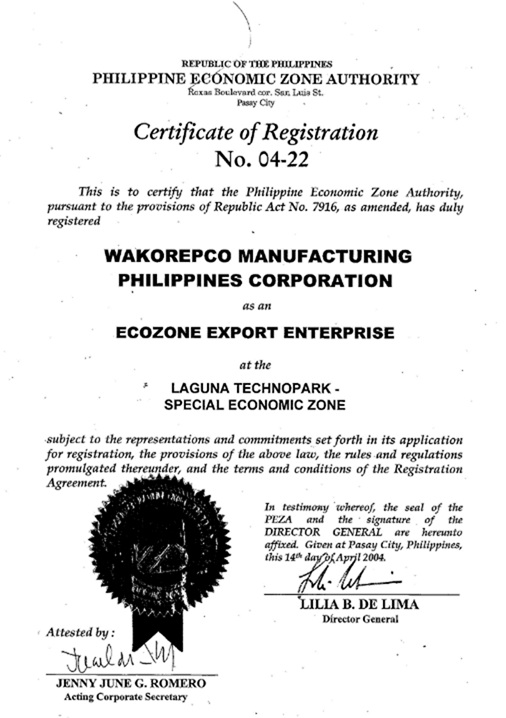 REPUBLIC OF THE PHILIPPINES
PHILIPPINE ECONOMIC ZONE AUTHORITY
Roxas Boulevard cor. San Luis St.
Pasay City
Certificate of Registration
No. 04-22
This is to certify that the Philippine Economic Zone Authority,
pursuant to the provisions of Republic Act No. 7916, as amended, has duly
registered
WAKOREPCO MANUFACTURING
PHILIPPINES CORPORATION
as an
ECOZONE EXPORT ENTERPRISE
at the
LAGUNA TECHNOPARK -
SPECIAL ECONOMIC ZONE
subject to the representations and commitments set forth in its application
for registration, the provisions of the above law, the rules and regulations
promulgated thereunder, and the terms and conditions of the Registration
Agreement.
In testimony whereof, the seal of the
PEZA and the signature of the
DIRECTOR GENERAL are hereunto
affixed. Given at Pasay City, Philippines,
this 14th day of April 2004.
LILIA B. DE LIMA
Director General
Attested by :
JENNY JUNE G. ROMERO
Acting Corporate Secretary